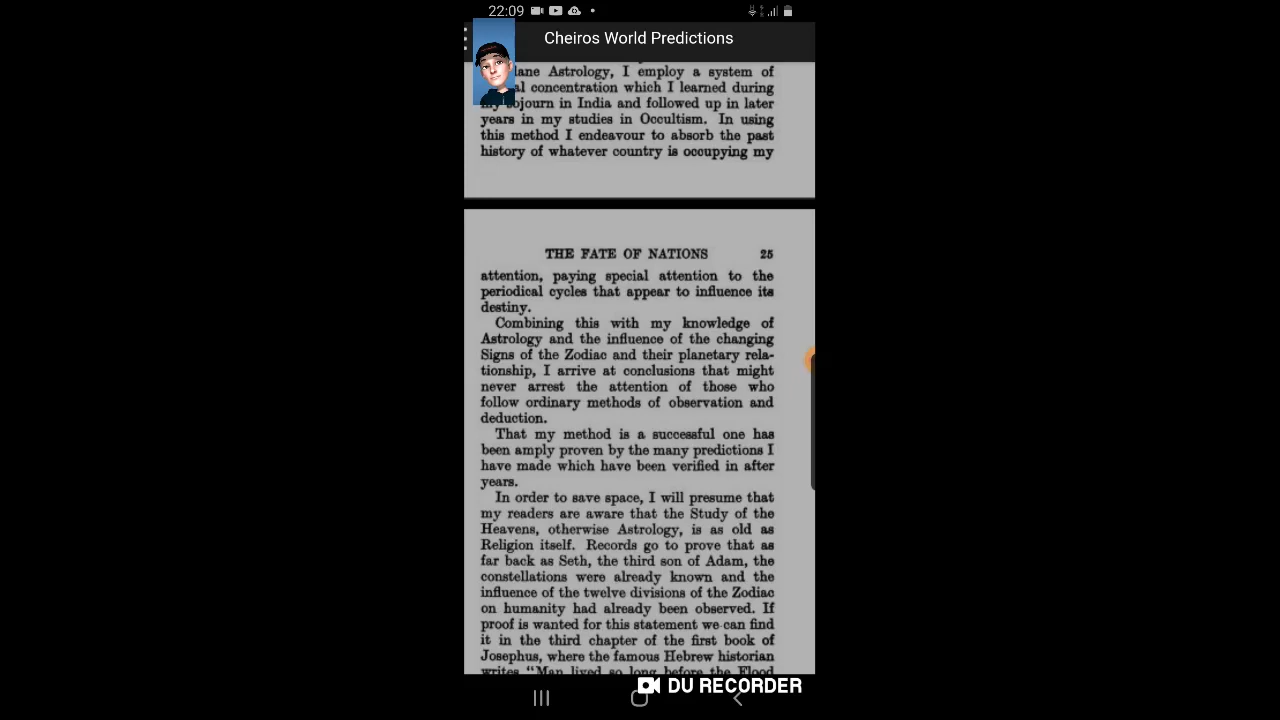 22:09
Cheiros World Predictions
lane Astrology, I employ a system of
al concentration which I learned during
my sojourn in India and followed up in later
years in my studies in Occultism. In using
this method I endeavour to absorb the past
history of whatever country is occupying my
THE FATE OF NATIONS 25
attention, paying special attention to the
periodical cycles that appear to influence its
destiny.
Combining this with my knowledge of
Astrology and the influence of the changing
Signs of the Zodiac and their planetary rela-
tionship, I arrive at conclusions that might
never arrest the attention of those who
follow ordinary methods of observation and
deduction.
That my method is a successful one has
been amply proven by the many predictions I
have made which have been verified in after
years.
In order to save space, I will presume that
my readers are aware that the Study of the
Heavens, otherwise Astrology, is as old as
Religion itself. Records go to prove that as
far back as Seth, the third son of Adam, the
constellations were already known and the
influence of the twelve divisions of the Zodiac
on humanity had already been observed. If
proof is wanted for this statement we can find
it in the third chapter of the first book of
Josephus, where the famous Hebrew historian
writes "Man lived so long before the Flood
DU RECORDER